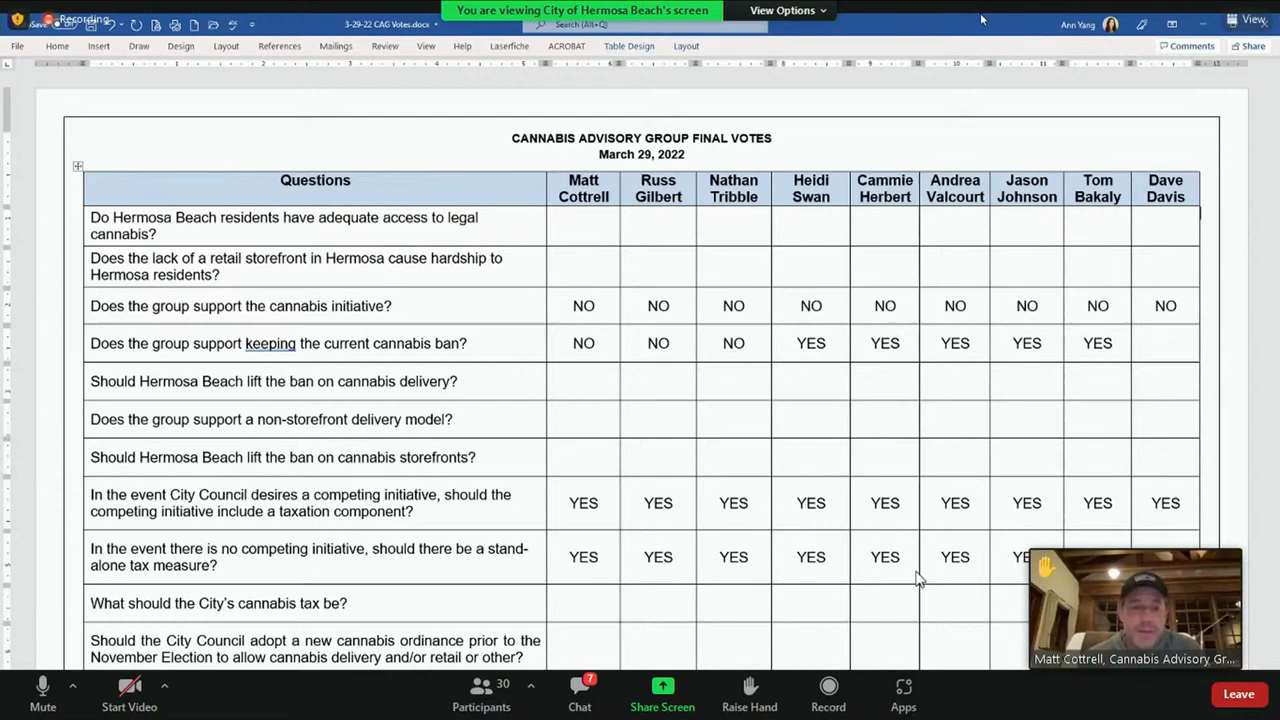 You are viewing City of Hermosa Beach's screen
View Options
Recording
3-29-22 CAG Votes.docx
Search (Alt+Q)
Ann Yang
View
File Home Insert Draw Design Layout References Mailings Review View Help Laserfiche ACROBAT Table Design Layout
Comments Share
CANNABIS ADVISORY GROUP FINAL VOTES
March 29, 2022
Questions Matt Cottrell Russ Gilbert Nathan Tribble Heidi Swan Cammie Herbert Andrea Valcourt Jason Johnson Tom Bakaly Dave Davis
Do Hermosa Beach residents have adequate access to legal
cannabis?
Does the lack of a retail storefront in Hermosa cause hardship to
Hermosa residents?
Does the group support the cannabis initiative? NO NO NO NO NO NO NO NO NO
Does the group support keeping the current cannabis ban? NO NO NO YES YES YES YES YES
Should Hermosa Beach lift the ban on cannabis delivery?
Does the group support a non-storefront delivery model?
Should Hermosa Beach lift the ban on cannabis storefronts?
In the event City Council desires a competing initiative, should the
competing initiative include a taxation component? YES YES YES YES YES YES YES YES YES
In the event there is no competing initiative, should there be a stand-
alone tax measure? YES YES YES YES YES YES YE
What should the City's cannabis tax be?
Should the City Council adopt a new cannabis ordinance prior to the
November Election to allow cannabis delivery and/or retail or other?
Matt Cottrell, Cannabis Advisory Gr...
Mute Start Video Participants 30 Chat 7 Share Screen Raise Hand Record Apps Leave